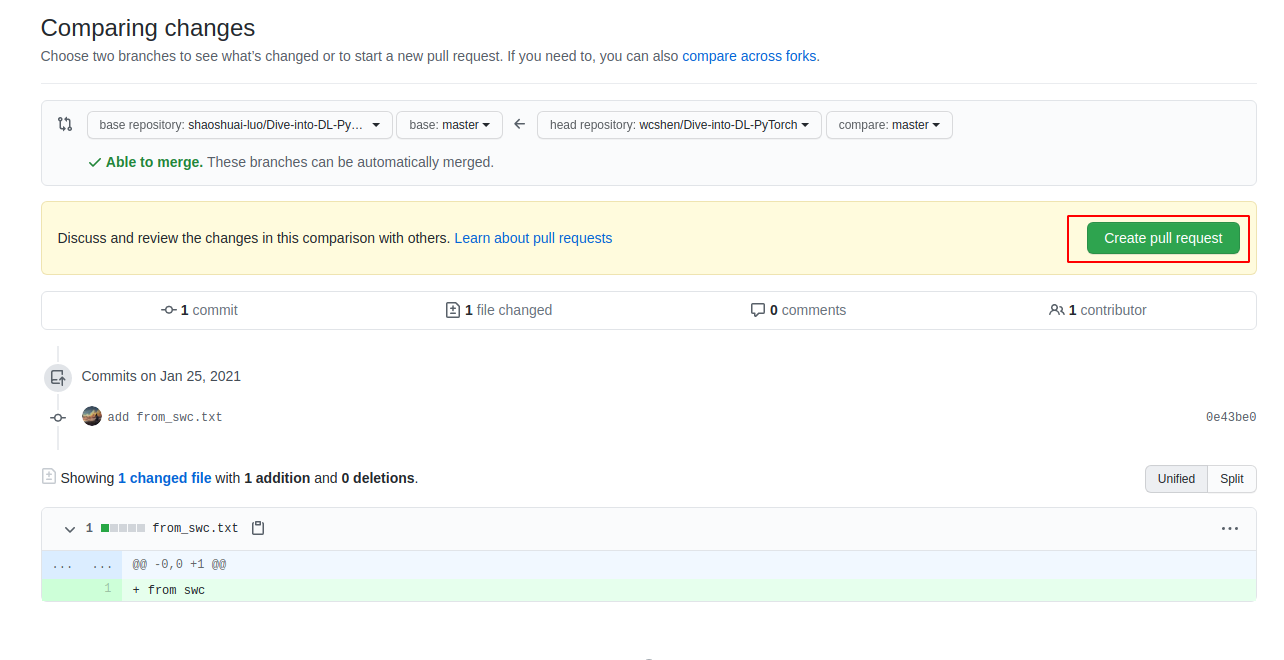 Comparing changes
Choose two branches to see what's changed or to start a new pull request. If you need to, you can also compare across forks.
base repository: shaoshuai-luo/Dive-into-DL-Py… base: master head repository: wcshen/Dive-into-DL-PyTorch compare: master
Able to merge. These branches can be automatically merged.
Discuss and review the changes in this comparison with others. Learn about pull requests Create pull request
1 commit 1 file changed 0 comments 1 contributor
Commits on Jan 25, 2021
add from_swc.txt 0e43be0
Showing 1 changed file with 1 addition and 0 deletions. Unified Split
1 from_swc.txt
... ... @@ -0,0 +1 @@
1 + from swc